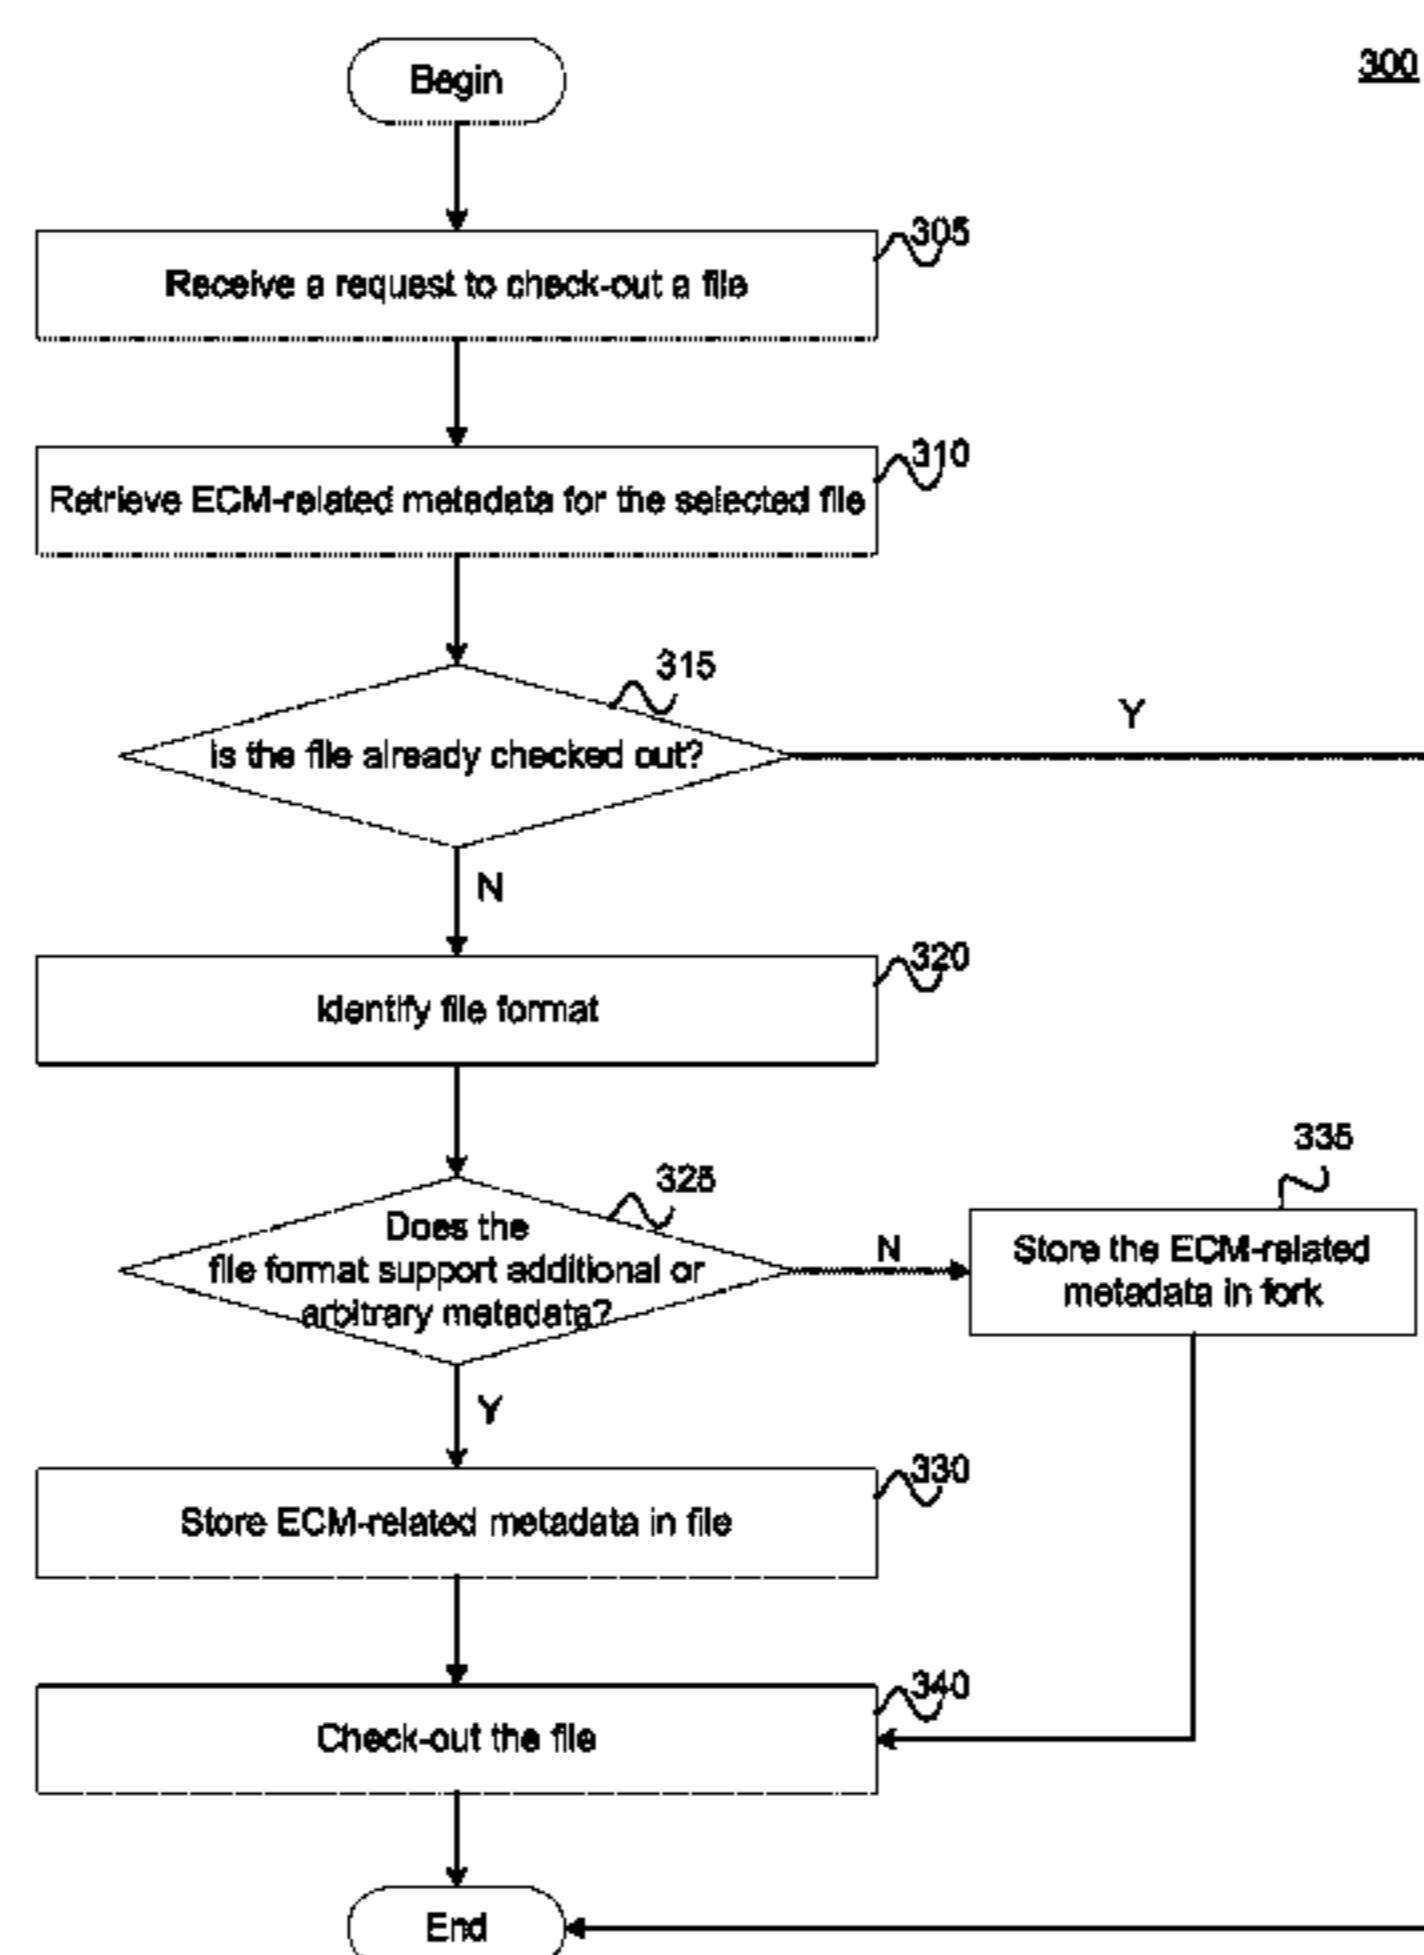 Begin
300
305
Receive a request to check-out a file
310
Retrieve ECM-related metadata for the selected file
315
Is the file already checked out?
Y
N
320
Identify file format
325
Does the
file format support additional or
arbitrary metadata?
N
335
Store the ECM-related
metadata in fork
Y
330
Store ECM-related metadata in file
340
Check-out the file
End